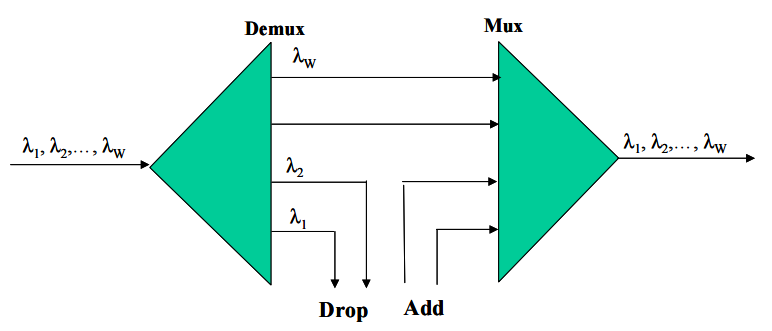 Demux
Mux
λW
λ1, λ2,..., λW
λ1, λ2,..., λW
λ2
λ1
Drop
Add